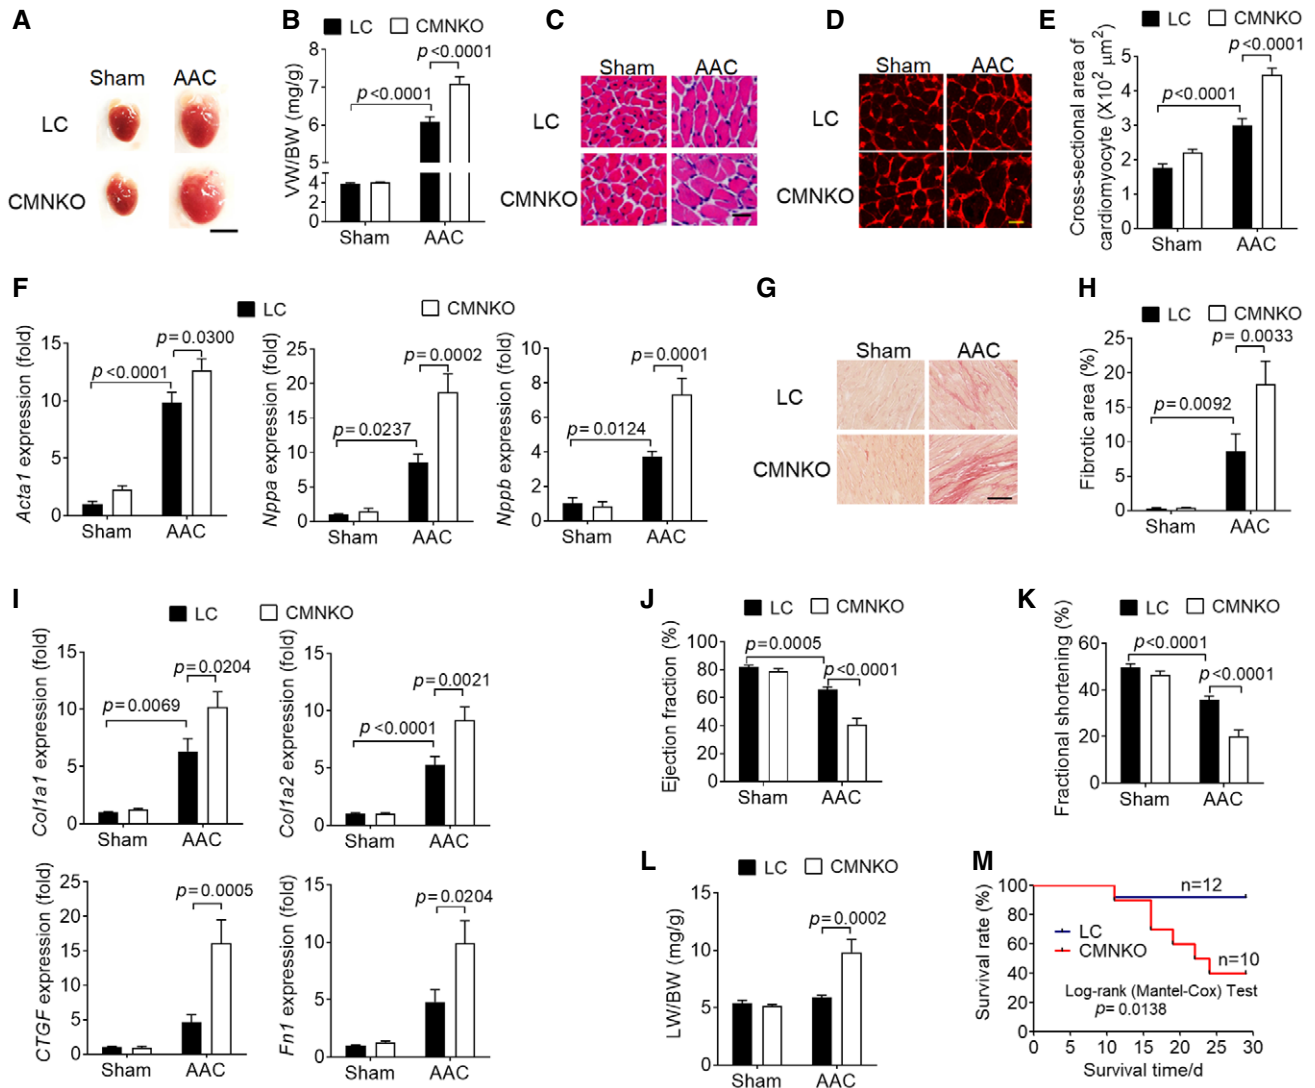 A
Sham AAC
LC
CMNKO
B
LC CMNKO
VW/BW (mg/g)
8
7
6
5
4
2
0
p<0.0001
p<0.0001
Sham AAC
C
Sham AAC
LC
CMNKO
D
Sham AAC
LC
CMNKO
E
LC CMNKO
Cross-sectional area of
cardiomyocyte (X10² µm²)
5
4
3
2
1
0
p<0.0001
p<0.0001
Sham AAC
F
LC CMNKO
Acta1 expression (fold)
15
10
5
0
p=0.0300
p<0.0001
Sham AAC
Nppa expression (fold)
25
20
15
10
5
0
p=0.0002
p=0.0237
Sham AAC
Nppb expression (fold)
10
8
6
4
2
0
p=0.0001
p=0.0124
Sham AAC
G
Sham AAC
LC
CMNKO
H
LC CMNKO
Fibrotic area (%)
25
20
15
10
5
0
p=0.0033
p=0.0092
Sham AAC
I
LC CMNKO
Col1a1 expression (fold)
15
10
5
0
p=0.0204
p=0.0069
Sham AAC
Col1a2 expression (fold)
15
10
5
0
p=0.0021
p<0.0001
Sham AAC
CTGF expression (fold)
25
20
15
10
5
0
p=0.0005
Sham AAC
Fn1 expression (fold)
15
10
5
0
p=0.0204
Sham AAC
J
LC CMNKO
Ejection fraction (%)
100
80
60
40
20
0
p=0.0005
p<0.0001
Sham AAC
K
LC CMNKO
Fractional shortening (%)
60
40
20
0
p<0.0001
p<0.0001
Sham AAC
L
LC CMNKO
LW/BW (mg/g)
15
10
5
0
p=0.0002
Sham AAC
M
Survival rate (%)
100
80
60
40
20
0
n=12
LC
CMNKO
n=10
Log-rank (Mantel-Cox) Test
p=0.0138
0 5 10 15 20 25 30
Survival time/d